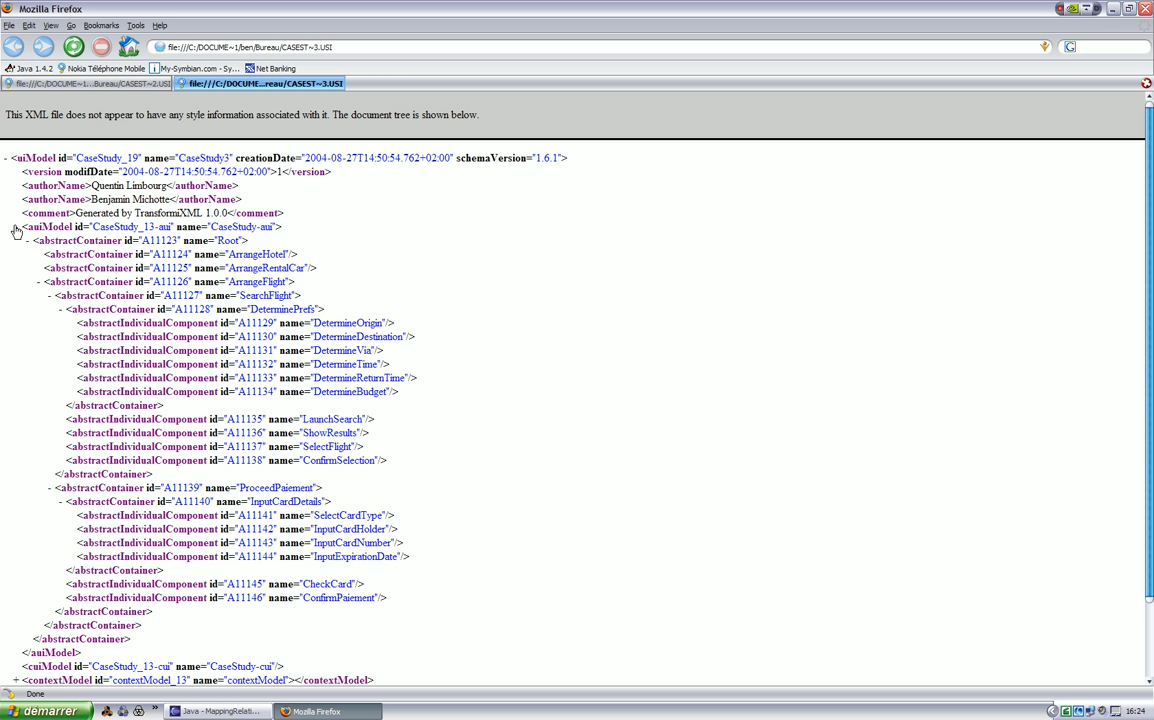 Mozilla Firefox
File Edit View Go Bookmarks Tools Help
file:///C:/DOCUME~1/ben/Bureau/CASEST~3.USI
Java 1.4.2 Nokia Téléphone Mobile My-Symbian.com - Sy... Net Banking
file:///C:/DOCUME~1...Bureau/CASEST~2.USI file:///C:/DOCUME...reau/CASEST~3.USI
This XML file does not appear to have any style information associated with it. The document tree is shown below.
- <uiModel id="CaseStudy_19" name="CaseStudy3" creationDate="2004-08-27T14:50:54.762+02:00" schemaVersion="1.6.1">
<version modifDate="2004-08-27T14:50:54.762+02:00">1</version>
<authorName>Quentin Limbourg</authorName>
<authorName>Benjamin Michotte</authorName>
<comment>Generated by TransformiXML 1.0.0</comment>
<auiModel id="CaseStudy_13-aui" name="CaseStudy-aui">
- <abstractContainer id="A11123" name="Root">
<abstractContainer id="A11124" name="ArrangeHotel"/>
<abstractContainer id="A11125" name="ArrangeRentalCar"/>
- <abstractContainer id="A11126" name="ArrangeFlight">
- <abstractContainer id="A11127" name="SearchFlight">
- <abstractContainer id="A11128" name="DeterminePrefs">
<abstractIndividualComponent id="A11129" name="DetermineOrigin"/>
<abstractIndividualComponent id="A11130" name="DetermineDestination"/>
<abstractIndividualComponent id="A11131" name="DetermineVia"/>
<abstractIndividualComponent id="A11132" name="DetermineTime"/>
<abstractIndividualComponent id="A11133" name="DetermineReturnTime"/>
<abstractIndividualComponent id="A11134" name="DetermineBudget"/>
</abstractContainer>
<abstractIndividualComponent id="A11135" name="LaunchSearch"/>
<abstractIndividualComponent id="A11136" name="ShowResults"/>
<abstractIndividualComponent id="A11137" name="SelectFlight"/>
<abstractIndividualComponent id="A11138" name="ConfirmSelection"/>
</abstractContainer>
- <abstractContainer id="A11139" name="ProceedPaiement">
- <abstractContainer id="A11140" name="InputCardDetails">
<abstractIndividualComponent id="A11141" name="SelectCardType"/>
<abstractIndividualComponent id="A11142" name="InputCardHolder"/>
<abstractIndividualComponent id="A11143" name="InputCardNumber"/>
<abstractIndividualComponent id="A11144" name="InputExpirationDate"/>
</abstractContainer>
<abstractIndividualComponent id="A11145" name="CheckCard"/>
<abstractIndividualComponent id="A11146" name="ConfirmPaiement"/>
</abstractContainer>
</abstractContainer>
</abstractContainer>
</auiModel>
<cuiModel id="CaseStudy_13-cui" name="CaseStudy-cui"/>
+ <contextModel id="contextModel_13" name="contextModel"></contextModel>
Done
démarrer » Java - MappingRelati... Mozilla Firefox 16:24